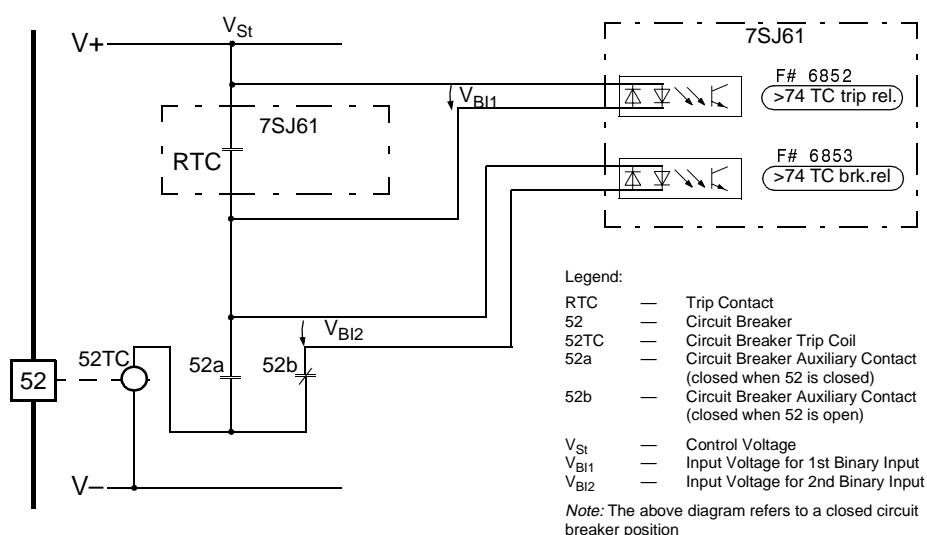 V+
VSt
7SJ61
VBI1
7SJ61
RTC
F# 6852
>74 TC trip rel.
F# 6853
>74 TC brk.rel
VBI2
52
52TC
52a
52b
V–
Legend:
RTC — Trip Contact
52 — Circuit Breaker
52TC — Circuit Breaker Trip Coil
52a — Circuit Breaker Auxiliary Contact
(closed when 52 is closed)
52b — Circuit Breaker Auxiliary Contact
(closed when 52 is open)
VSt — Control Voltage
VBI1 — Input Voltage for 1st Binary Input
VBI2 — Input Voltage for 2nd Binary Input
Note: The above diagram refers to a closed circuit
breaker position